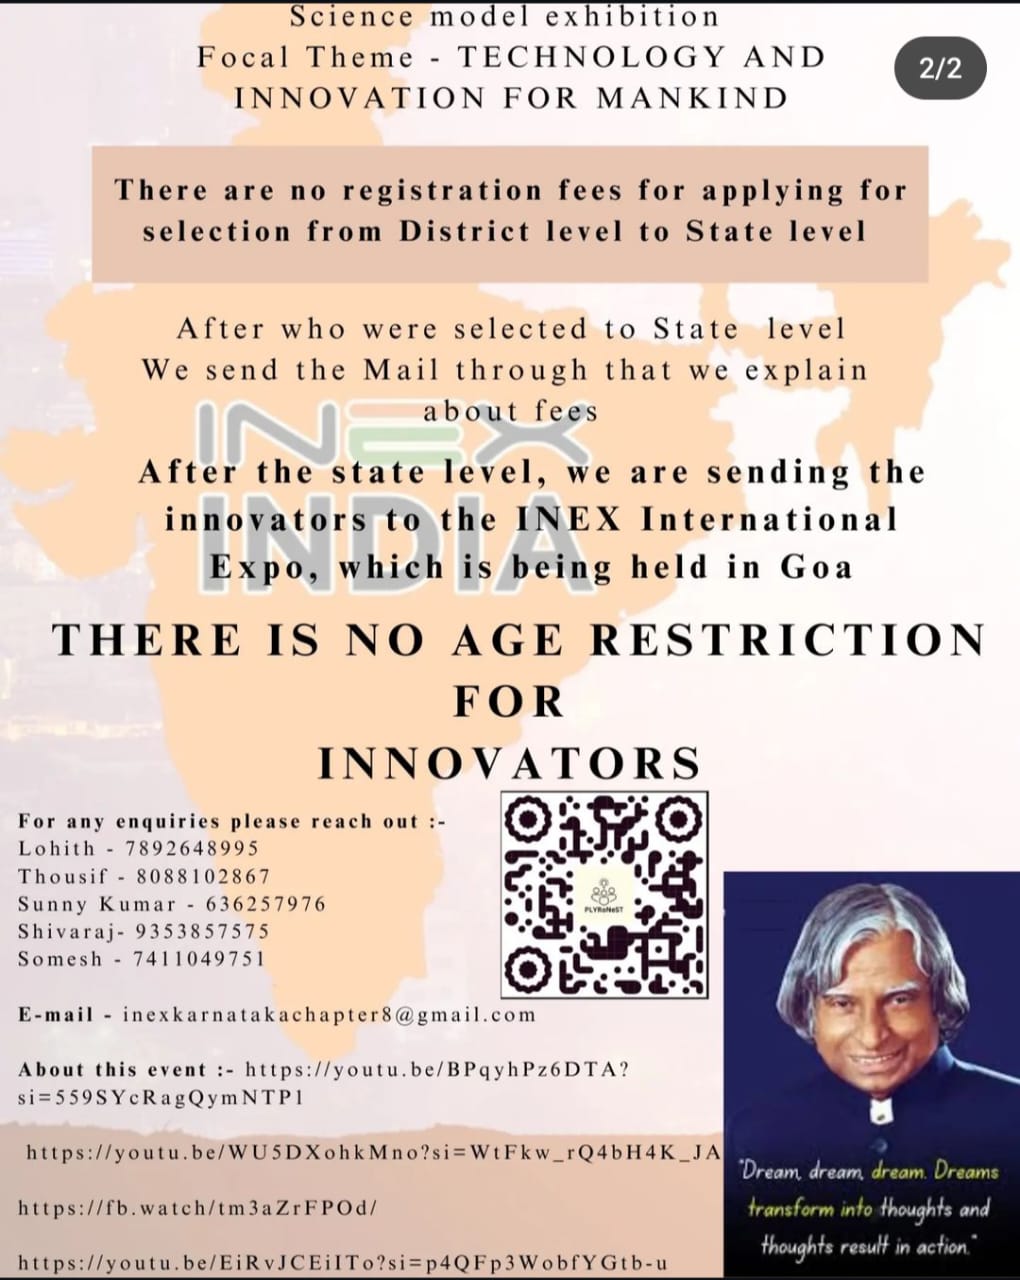 Science model exhibition
Focal Theme - TECHNOLOGY AND
INNOVATION FOR MANKIND
2/2
There are no registration fees for applying for
selection from District level to State level
After who were selected to State level
We send the Mail through that we explain
about fees
INEX
INDIA
After the state level, we are sending the
innovators to the INEX International
Expo, which is being held in Goa
THERE IS NO AGE RESTRICTION
FOR
INNOVATORS
For any enquiries please reach out :-
Lohith - 7892648995
Thousif - 8088102867
Sunny Kumar - 636257976
Shivaraj- 9353857575
Somesh - 7411049751
PLYRoNeST
E-mail - inexkarnatakachapter8@gmail.com
About this event :- https://youtu.be/BPqyhPz6DTA?
si=559SYcRagQymNTP1
https://youtu.be/WU5DXohkMno?si=WtFkw_rQ4bH4K_JA
https://fb.watch/tm3aZrFPOd/
https://youtu.be/EiRvJCEiITo?si=p4QFp3WobfYGtb-u
"Dream, dream, dream. Dreams
transform into thoughts and
thoughts result in action."